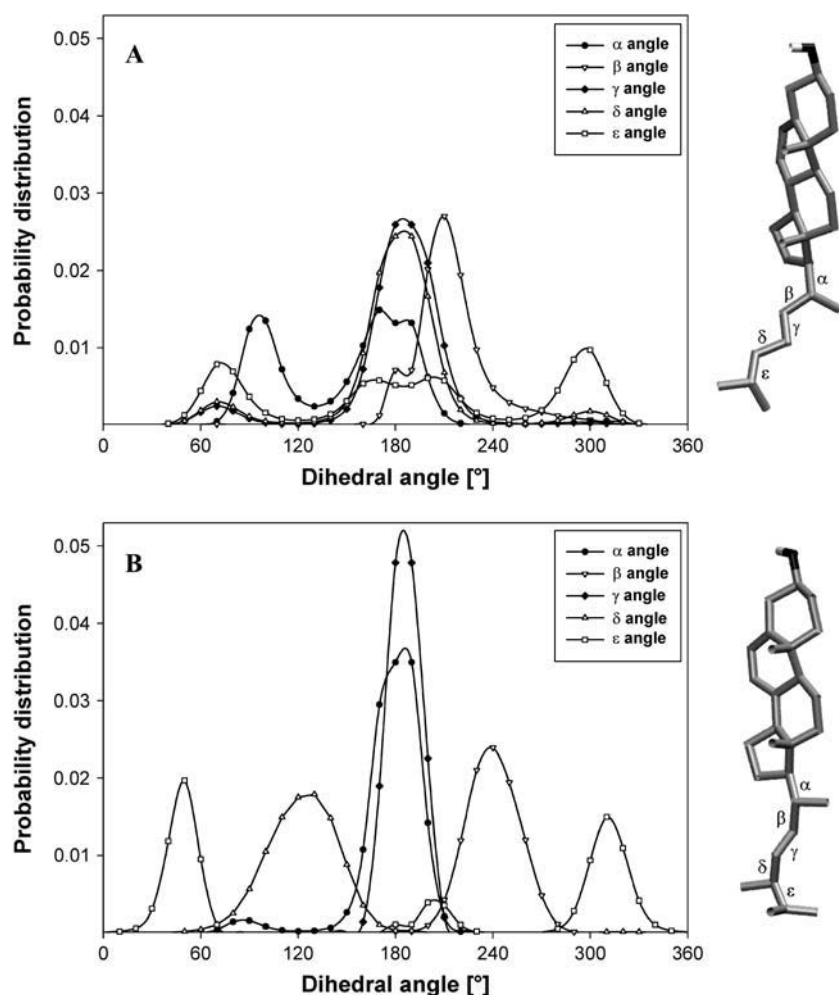 A
α angle
β angle
γ angle
δ angle
ε angle
Probability distribution
0.05
0.04
0.03
0.02
0.01
0 60 120 180 240 300 360
Dihedral angle [°]
α
β
γ
δ
ε
B
α angle
β angle
γ angle
δ angle
ε angle
Probability distribution
0.05
0.04
0.03
0.02
0.01
0 60 120 180 240 300 360
Dihedral angle [°]
α
β
γ
δ
ε